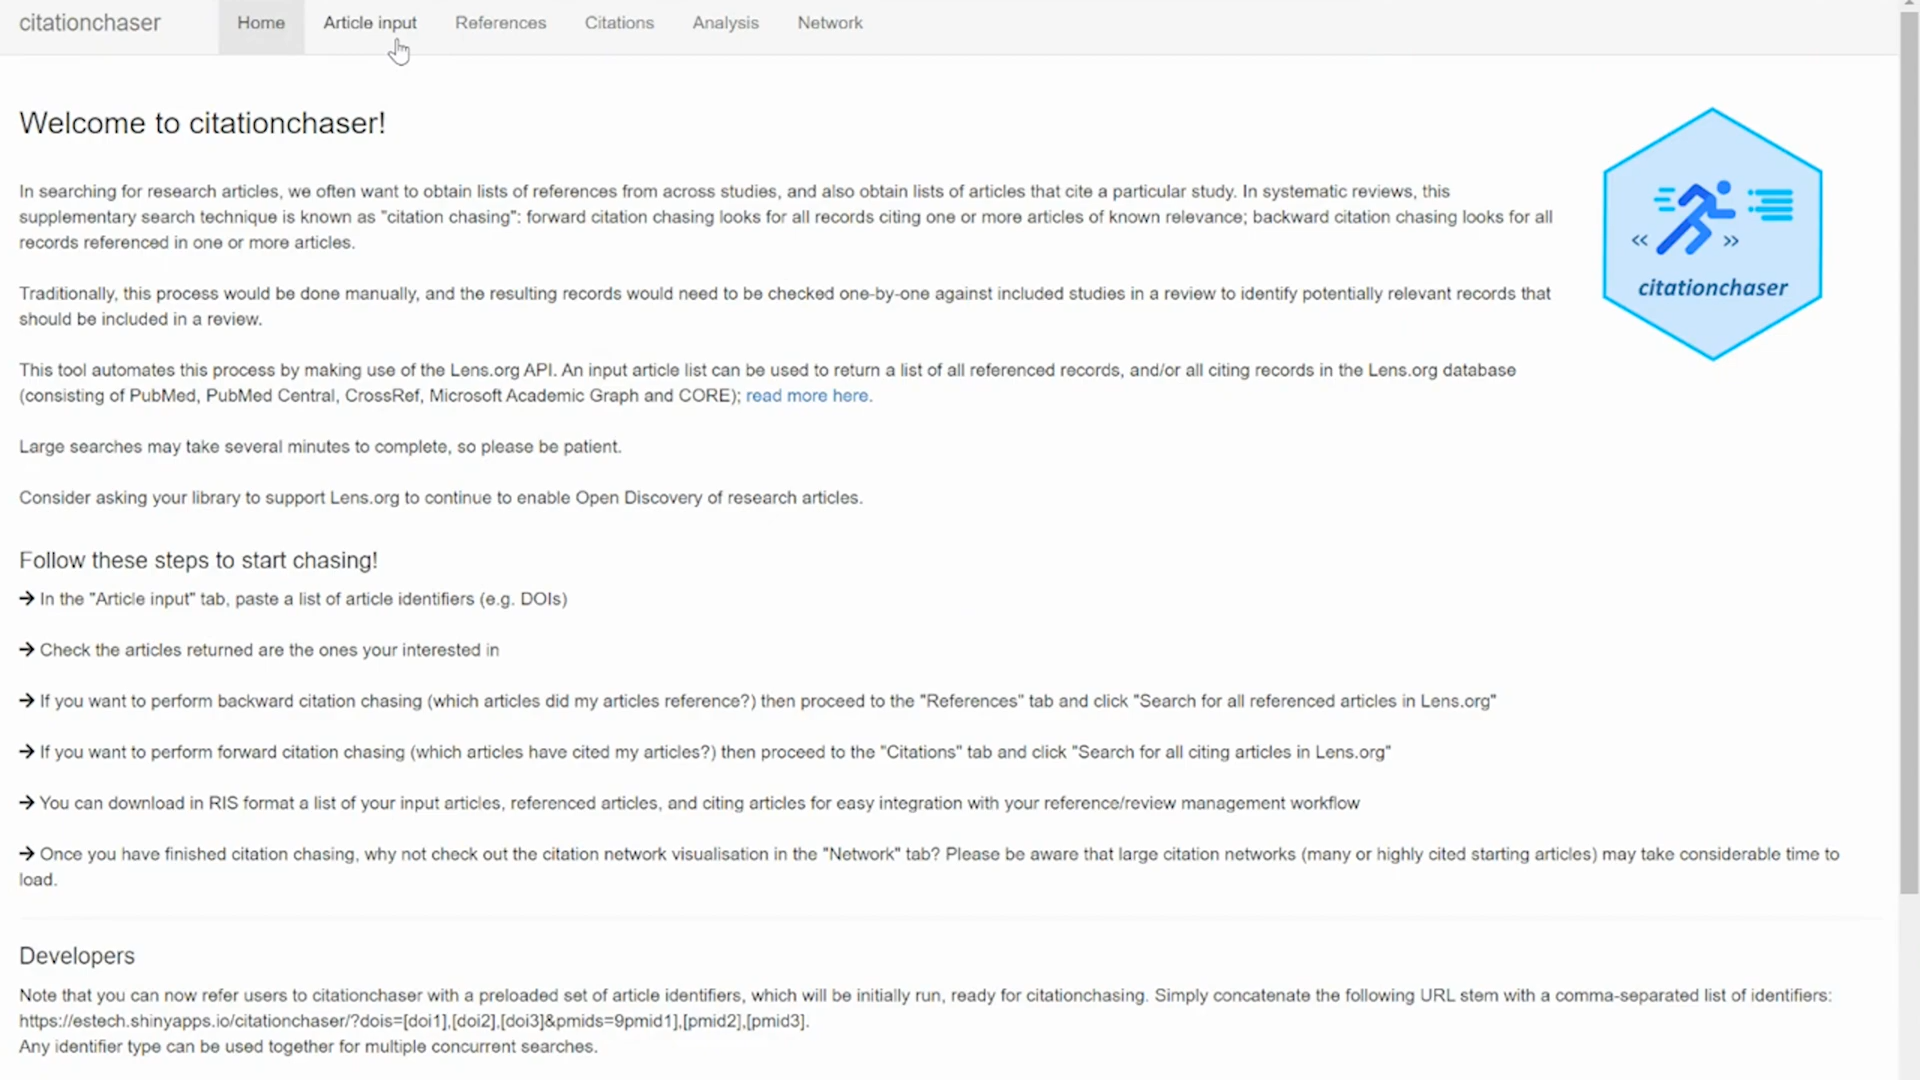 citationchaser Home Article input References Citations Analysis Network
Welcome to citationchaser!
In searching for research articles, we often want to obtain lists of references from across studies, and also obtain lists of articles that cite a particular study. In systematic reviews, this
supplementary search technique is known as "citation chasing": forward citation chasing looks for all records citing one or more articles of known relevance; backward citation chasing looks for all
records referenced in one or more articles.
Traditionally, this process would be done manually, and the resulting records would need to be checked one-by-one against included studies in a review to identify potentially relevant records that
should be included in a review.
This tool automates this process by making use of the Lens.org API. An input article list can be used to return a list of all referenced records, and/or all citing records in the Lens.org database
(consisting of PubMed, PubMed Central, CrossRef, Microsoft Academic Graph and CORE); read more here.
Large searches may take several minutes to complete, so please be patient.
Consider asking your library to support Lens.org to continue to enable Open Discovery of research articles.
« »
citationchaser
Follow these steps to start chasing!
→ In the "Article input" tab, paste a list of article identifiers (e.g. DOIs)
→ Check the articles returned are the ones your interested in
→ If you want to perform backward citation chasing (which articles did my articles reference?) then proceed to the "References" tab and click "Search for all referenced articles in Lens.org"
→ If you want to perform forward citation chasing (which articles have cited my articles?) then proceed to the "Citations" tab and click "Search for all citing articles in Lens.org"
→ You can download in RIS format a list of your input articles, referenced articles, and citing articles for easy integration with your reference/review management workflow
→ Once you have finished citation chasing, why not check out the citation network visualisation in the "Network" tab? Please be aware that large citation networks (many or highly cited starting articles) may take considerable time to
load.
Developers
Note that you can now refer users to citationchaser with a preloaded set of article identifiers, which will be initially run, ready for citationchasing. Simply concatenate the following URL stem with a comma-separated list of identifiers:
https://estech.shinyapps.io/citationchaser/?dois=[doi1],[doi2],[doi3]&pmids=9pmid1],[pmid2],[pmid3].
Any identifier type can be used together for multiple concurrent searches.